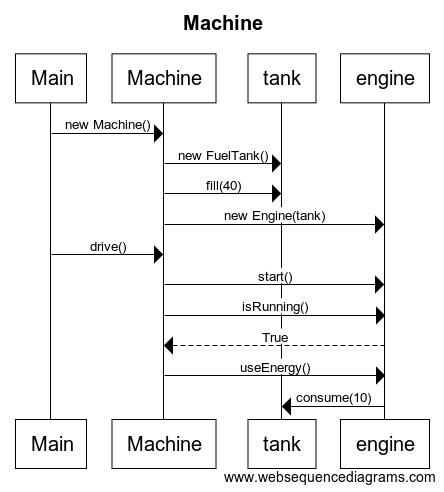 Machine
Main Machine tank engine
new Machine()
new FuelTank()
fill(40)
new Engine(tank)
drive()
start()
isRunning()
True
useEnergy()
consume(10)
Main Machine tank engine
www.websequencediagrams.com